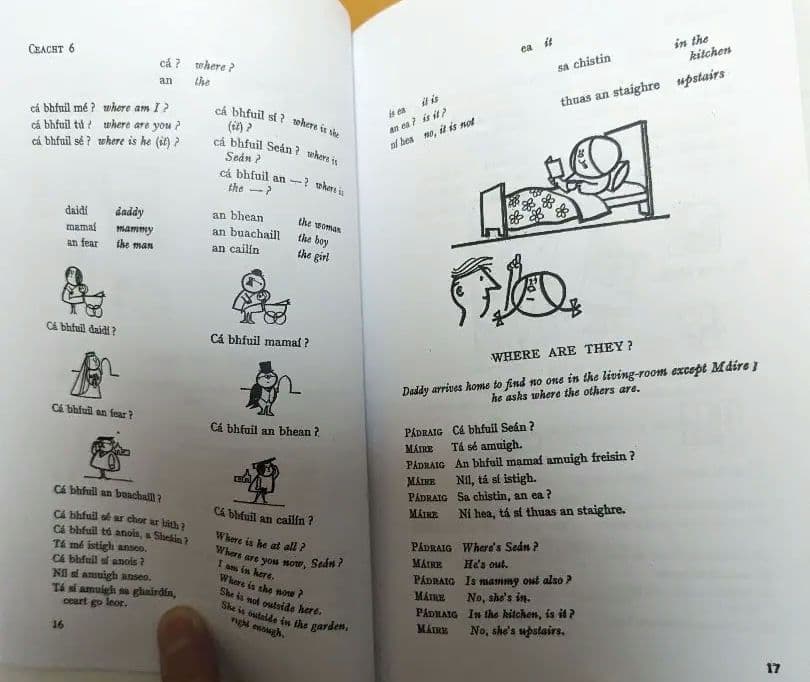 CEACHT 6
cá ? where ?
an the
cá bhfuil mé ? where am I ?
cá bhfuil tú ? where are you ?
cá bhfuil sé ? where is he (it) ?
cá bhfuil sí ? where is she
(it) ?
cá bhfuil Seán ? where is
Seán ?
cá bhfuil an — ? where is
the — ?
daidí daddy
mamaí mammy
an fear the man
an bhean the woman
an buachaill the boy
an cailín the girl
Cá bhfuil daidí ?
Cá bhfuil mamaí ?
Cá bhfuil an fear ?
Cá bhfuil an bhean ?
Cá bhfuil an buachaill ?
Cá bhfuil an cailín ?
Cá bhfuil sé ar chor ar bith ?
Cá bhfuil tú anois, a Sheáin ?
Tá mé istigh anseo.
Cá bhfuil sí anois ?
Níl sí amuigh anseo.
Tá sí amuigh sa ghairdín,
ceart go leor.
Where is he at all ?
Where are you now, Seán ?
I am in here.
Where is she now ?
She is not outside here.
She is outside in the garden,
right enough.
16
ea it
sa chistin in the
kitchen
thuas an staighre upstairs
is ea it is
an ea ? is it ?
ní hea no, it is not
WHERE ARE THEY ?
Daddy arrives home to find no one in the living-room except Máire ;
he asks where the others are.
PÁDRAIG Cá bhfuil Seán ?
MÁIRE Tá sé amuigh.
PÁDRAIG An bhfuil mamaí amuigh freisin ?
MÁIRE Níl, tá sí istigh.
PÁDRAIG Sa chistin, an ea ?
MÁIRE Ní hea, tá sí thuas an staighre.
PÁDRAIG Where's Seán ?
MÁIRE He's out.
PÁDRAIG Is mammy out also ?
MÁIRE No, she's in.
PÁDRAIG In the kitchen, is it ?
MÁIRE No, she's upstairs.
17